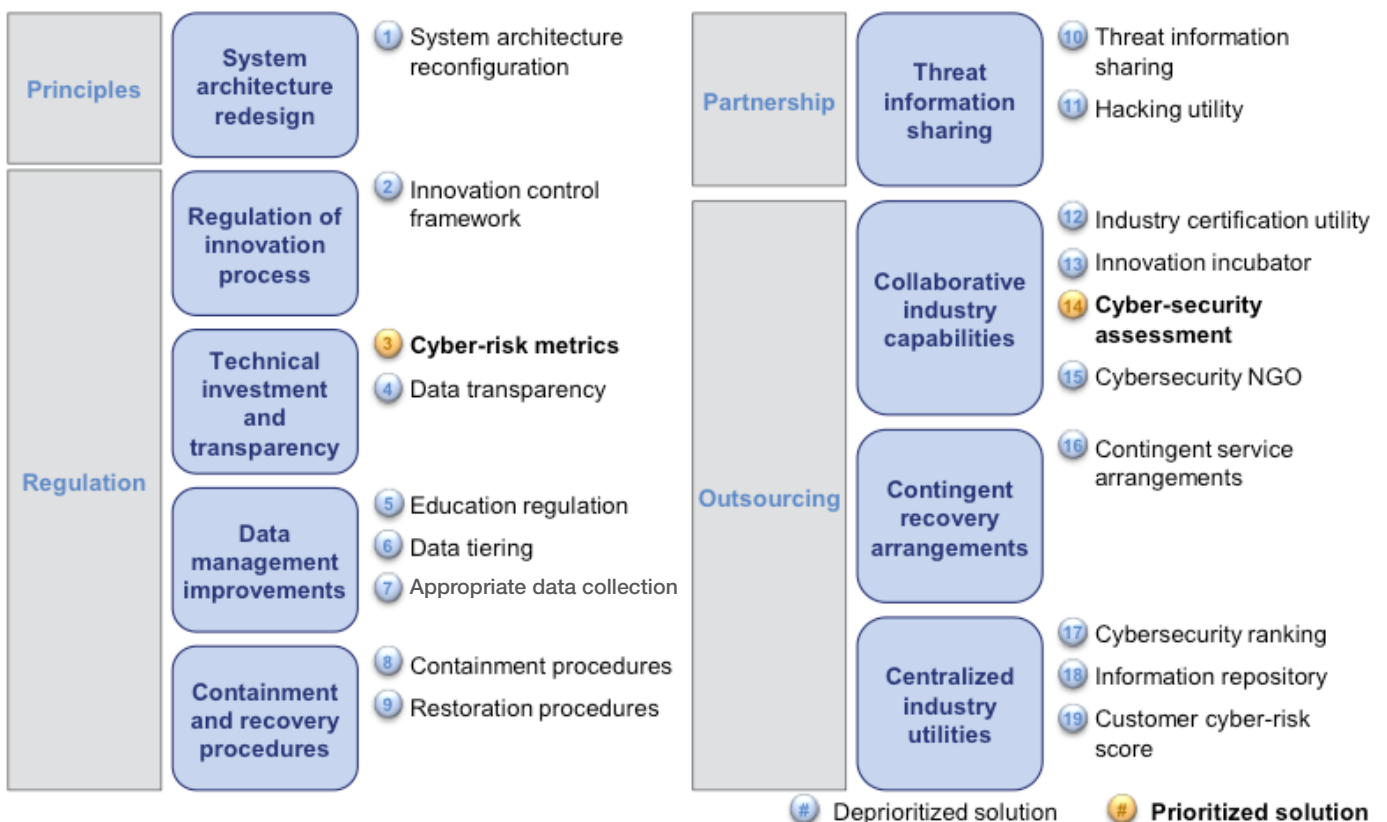 Principles
System
architecture
redesign
1 System architecture
reconfiguration
Regulation
Regulation of
innovation
process
2 Innovation control
framework
Technical
investment
and
transparency
3 Cyber-risk metrics
4 Data transparency
Data
management
improvements
5 Education regulation
6 Data tiering
7 Appropriate data collection
Containment
and recovery
procedures
8 Containment procedures
9 Restoration procedures
Partnership
Threat
information
sharing
10 Threat information
sharing
11 Hacking utility
Outsourcing
Collaborative
industry
capabilities
12 Industry certification utility
13 Innovation incubator
14 Cyber-security
assessment
15 Cybersecurity NGO
Contingent
recovery
arrangements
16 Contingent service
arrangements
Centralized
industry
utilities
17 Cybersecurity ranking
18 Information repository
19 Customer cyber-risk
score
# Deprioritized solution
# Prioritized solution